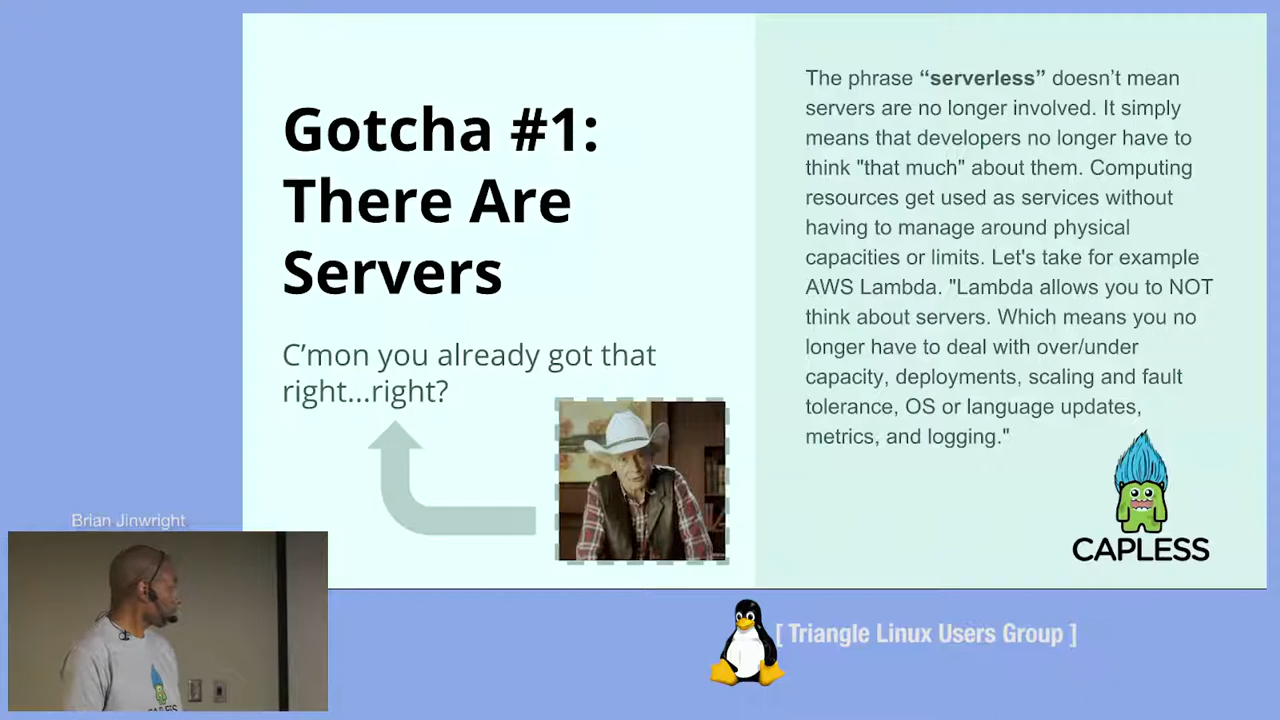 Gotcha #1:
There Are
Servers
C’mon you already got that
right...right?
The phrase “serverless” doesn’t mean
servers are no longer involved. It simply
means that developers no longer have to
think "that much" about them. Computing
resources get used as services without
having to manage around physical
capacities or limits. Let's take for example
AWS Lambda. "Lambda allows you to NOT
think about servers. Which means you no
longer have to deal with over/under
capacity, deployments, scaling and fault
tolerance, OS or language updates,
metrics, and logging."
CAPLESS
Brian Jinwright
[ Triangle Linux Users Group ]